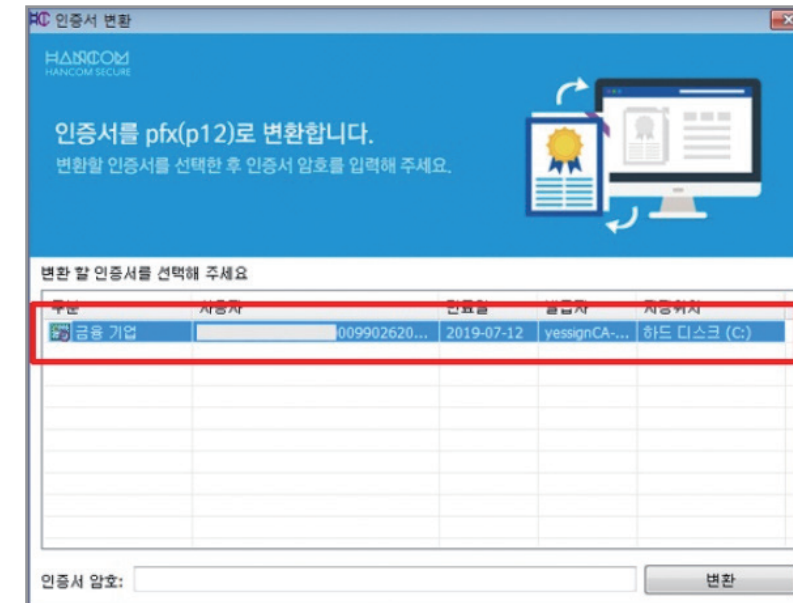 인증서 변환
HANCOM
HANCOM SECURE
인증서를 pfx(p12)로 변환합니다.
변환할 인증서를 선택한 후 인증서 암호를 입력해 주세요.
변환 할 인증서를 선택해 주세요
구분 사용자 만료일 발급자 저장위치
금융 기업 009902620... 2019-07-12 yessignCA-... 하드 디스크 (C:)
인증서 암호: 변환